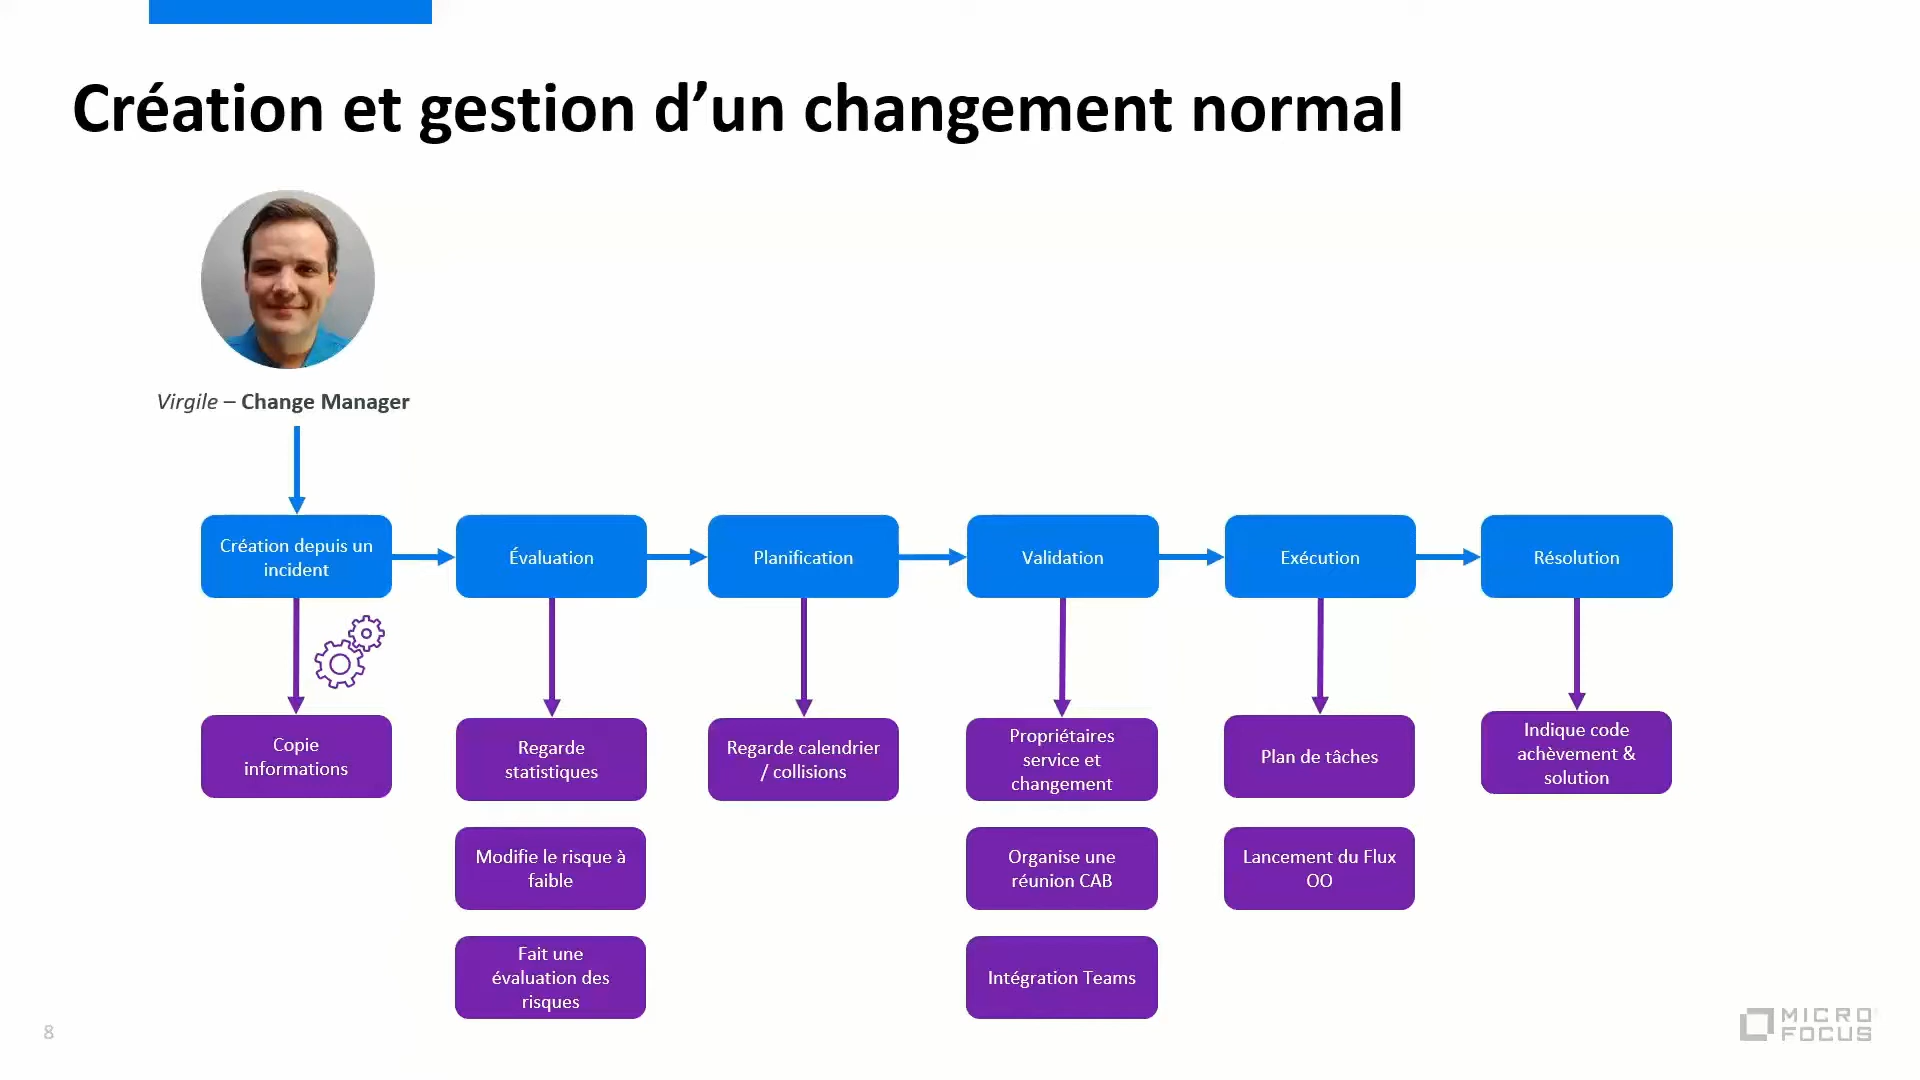 Création et gestion d’un changement normal
Virgile – Change Manager
Création depuis un
incident
Évaluation
Planification
Validation
Exécution
Résolution
Copie
informations
Regarde
statistiques
Regarde calendrier
/ collisions
Propriétaires
service et
changement
Plan de tâches
Indique code
achèvement &
solution
Modifie le risque à
faible
Organise une
réunion CAB
Lancement du Flux
OO
Fait une
évaluation des
risques
Intégration Teams
8
MICRO
FOCUS